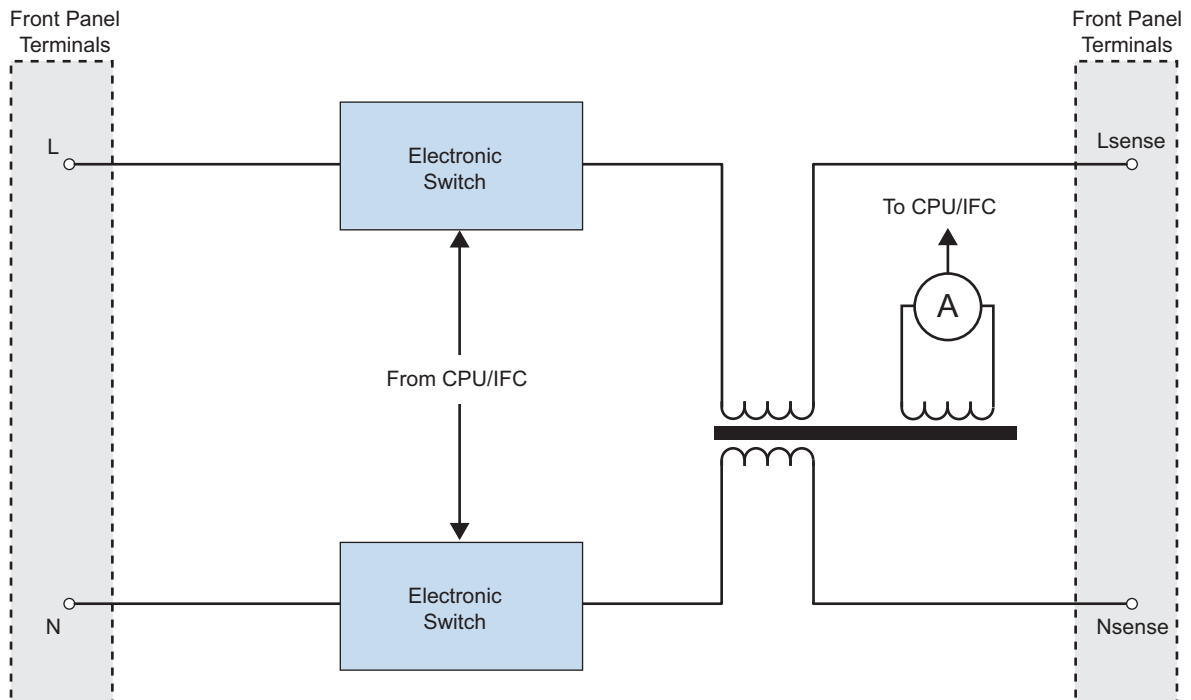 Front Panel
Terminals
Front Panel
Terminals
L
Electronic
Switch
Lsense
To CPU/IFC
A
From CPU/IFC
Electronic
Switch
N
Nsense